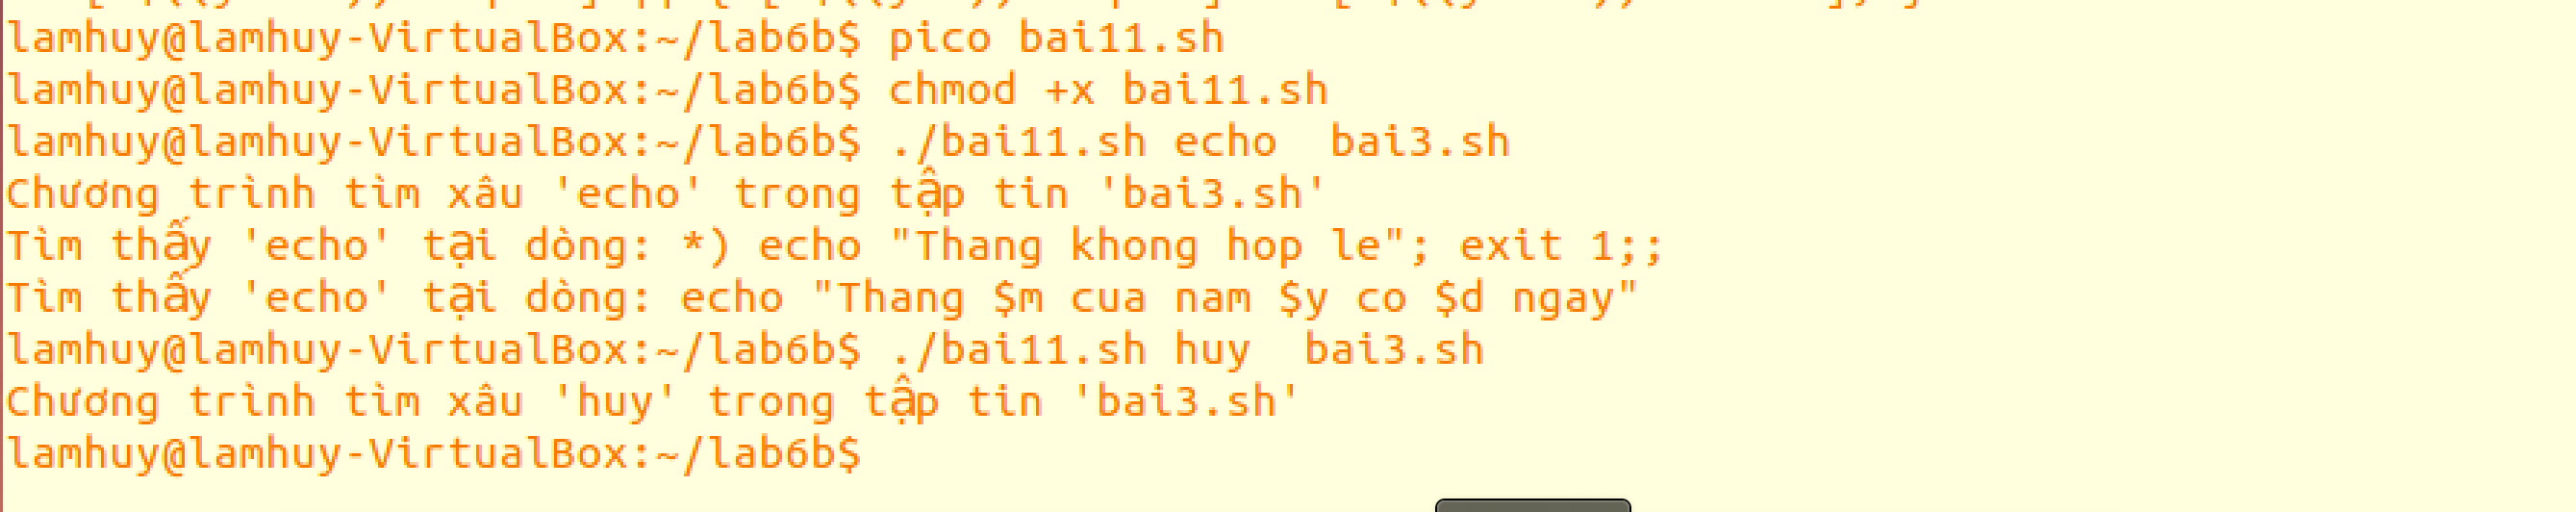 lamhuy@lamhuy-VirtualBox:~/lab6b$ pico bai11.sh
lamhuy@lamhuy-VirtualBox:~/lab6b$ chmod +x bai11.sh
lamhuy@lamhuy-VirtualBox:~/lab6b$ ./bai11.sh echo  bai3.sh
Chương trình tìm xâu 'echo' trong tập tin 'bai3.sh'
Tìm thấy 'echo' tại dòng: *) echo "Thang khong hop le"; exit 1;;
Tìm thấy 'echo' tại dòng: echo "Thang $m cua nam $y co $d ngay"
lamhuy@lamhuy-VirtualBox:~/lab6b$ ./bai11.sh huy  bai3.sh
Chương trình tìm xâu 'huy' trong tập tin 'bai3.sh'
lamhuy@lamhuy-VirtualBox:~/lab6b$